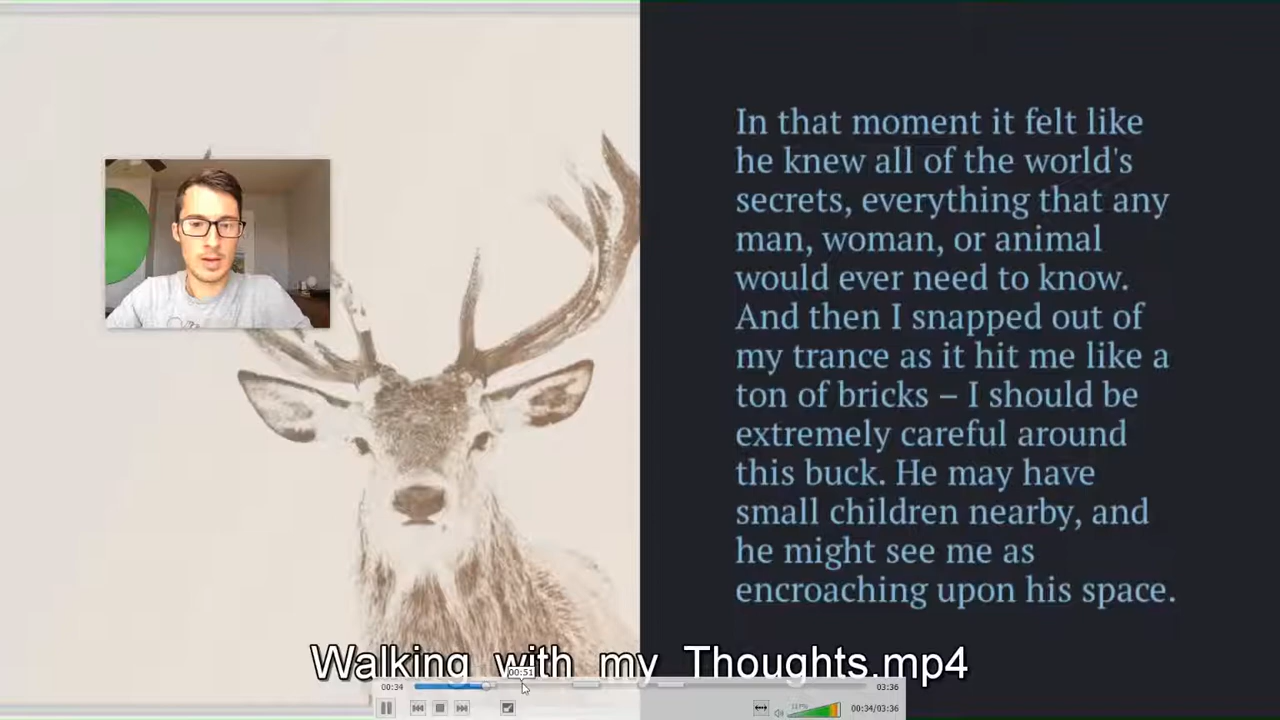 In that moment it felt like
he knew all of the world's
secrets, everything that any
man, woman, or animal
would ever need to know.
And then I snapped out of
my trance as it hit me like a
ton of bricks – I should be
extremely careful around
this buck. He may have
small children nearby, and
he might see me as
encroaching upon his space.
Walking with my Thoughts.mp4
00:51
00:34
03:36
00:34/03:36